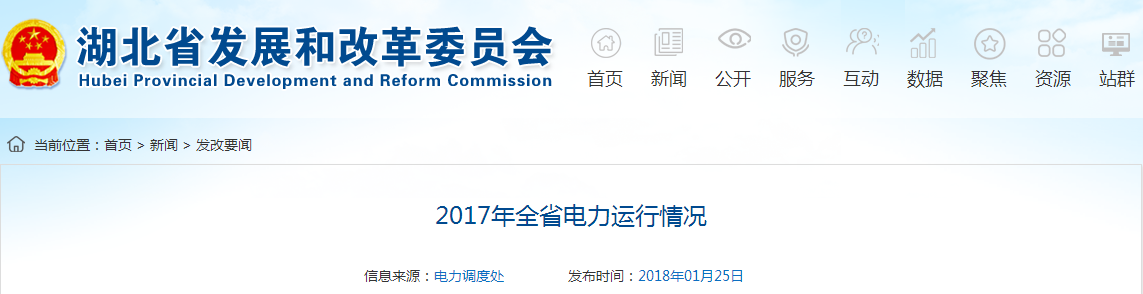 湖北省发展和改革委员会
Hubei Provincial Development and Reform Commission
首页 新闻 公开 服务 互动 数据 聚焦 资源 站群
当前位置：首页 > 新闻 > 发改要闻
2017年全省电力运行情况
信息来源：电力调度处 发布时间：2018年01月25日